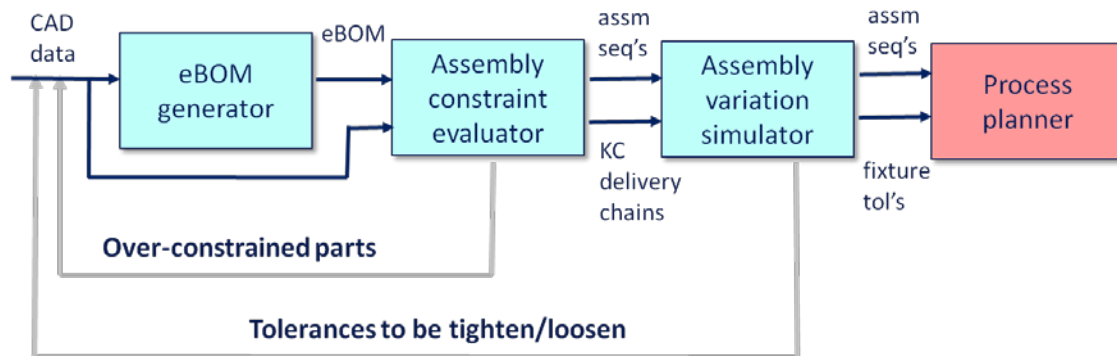 CAD
data
eBOM
generator
eBOM
Assembly
constraint
evaluator
assm
seq's
KC
delivery
chains
Assembly
variation
simulator
assm
seq's
fixture
tol's
Process
planner
Over-constrained parts
Tolerances to be tighten/loosen